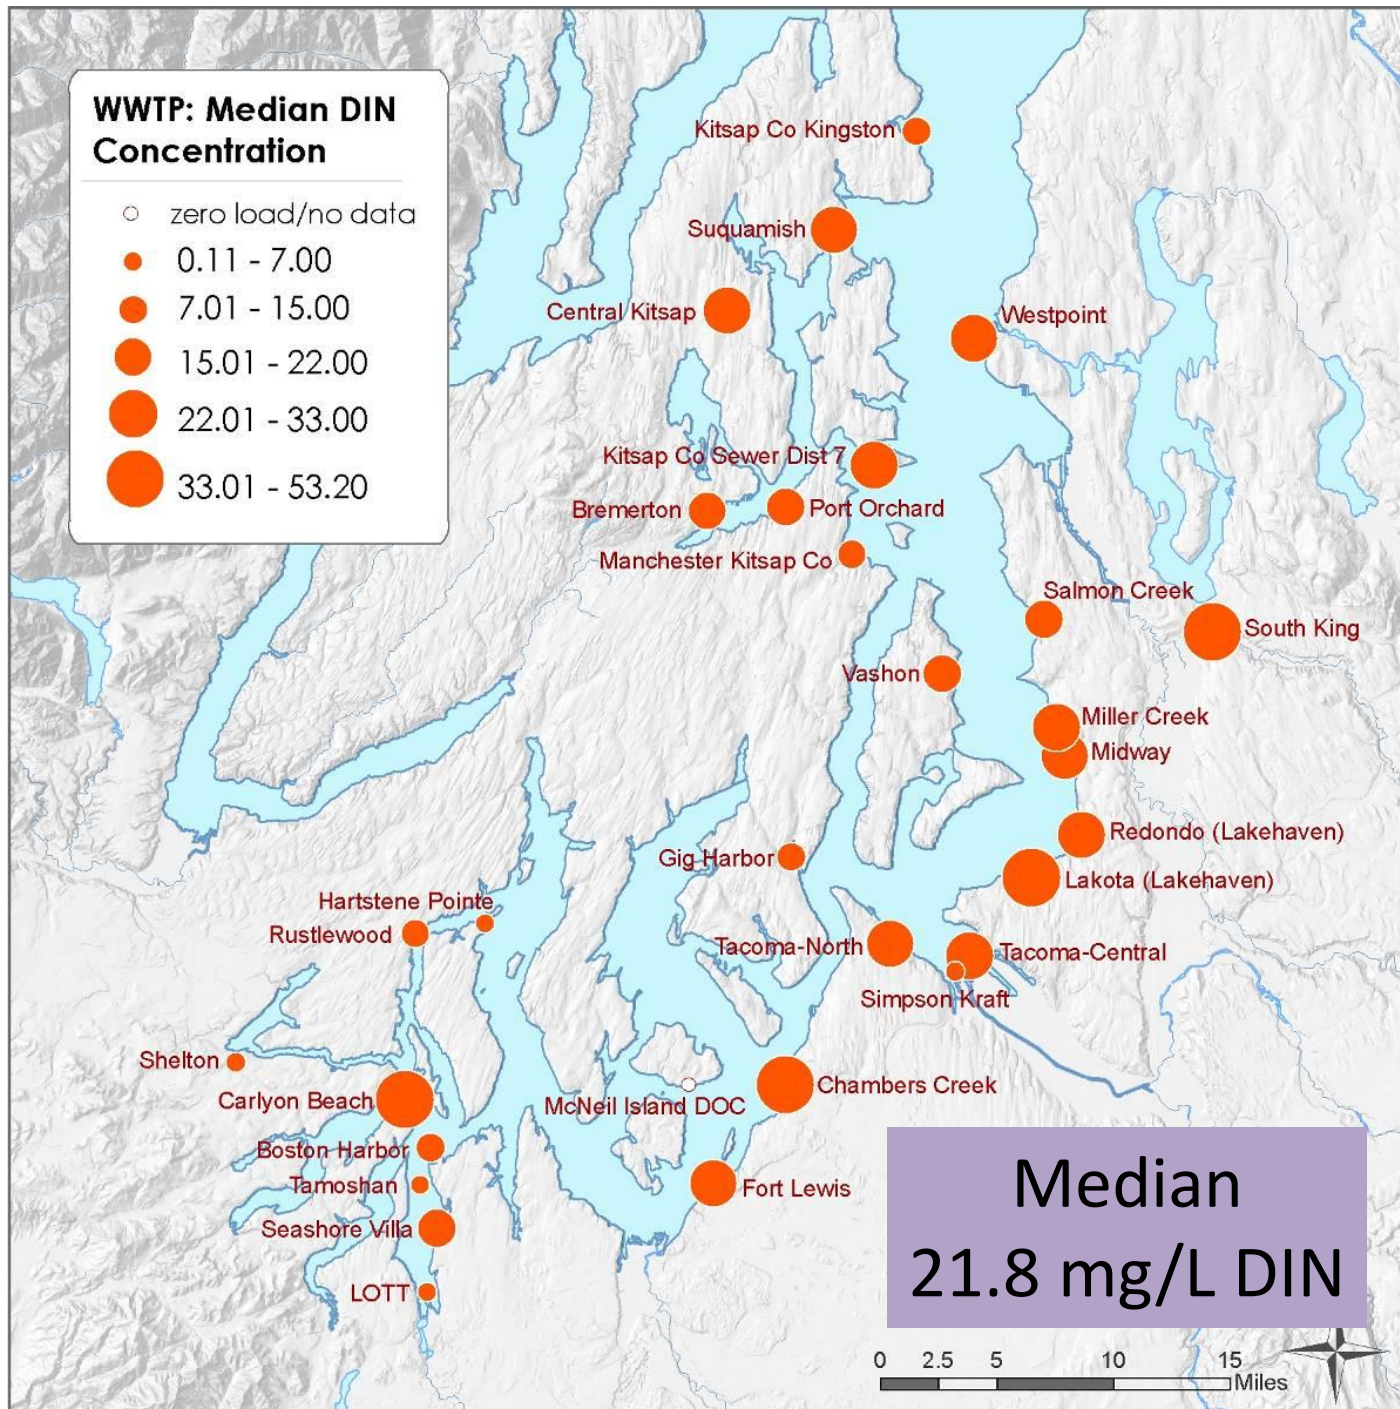 WWTP: Median DIN
Concentration
zero load/no data
0.11 - 7.00
7.01 - 15.00
15.01 - 22.00
22.01 - 33.00
33.01 - 53.20
Kitsap Co Kingston
Suquamish
Central Kitsap
Westpoint
Kitsap Co Sewer Dist 7
Bremerton
Port Orchard
Manchester Kitsap Co
Salmon Creek
South King
Vashon
Miller Creek
Midway
Redondo (Lakehaven)
Gig Harbor
Lakota (Lakehaven)
Hartstene Pointe
Rustlewood
Tacoma-North
Tacoma-Central
Simpson Kraft
Shelton
Carlyon Beach
Chambers Creek
McNeil Island DOC
Boston Harbor
Tamoshan
Fort Lewis
Seashore Villa
LOTT
Median
21.8 mg/L DIN
0 2.5 5 10 15
Miles